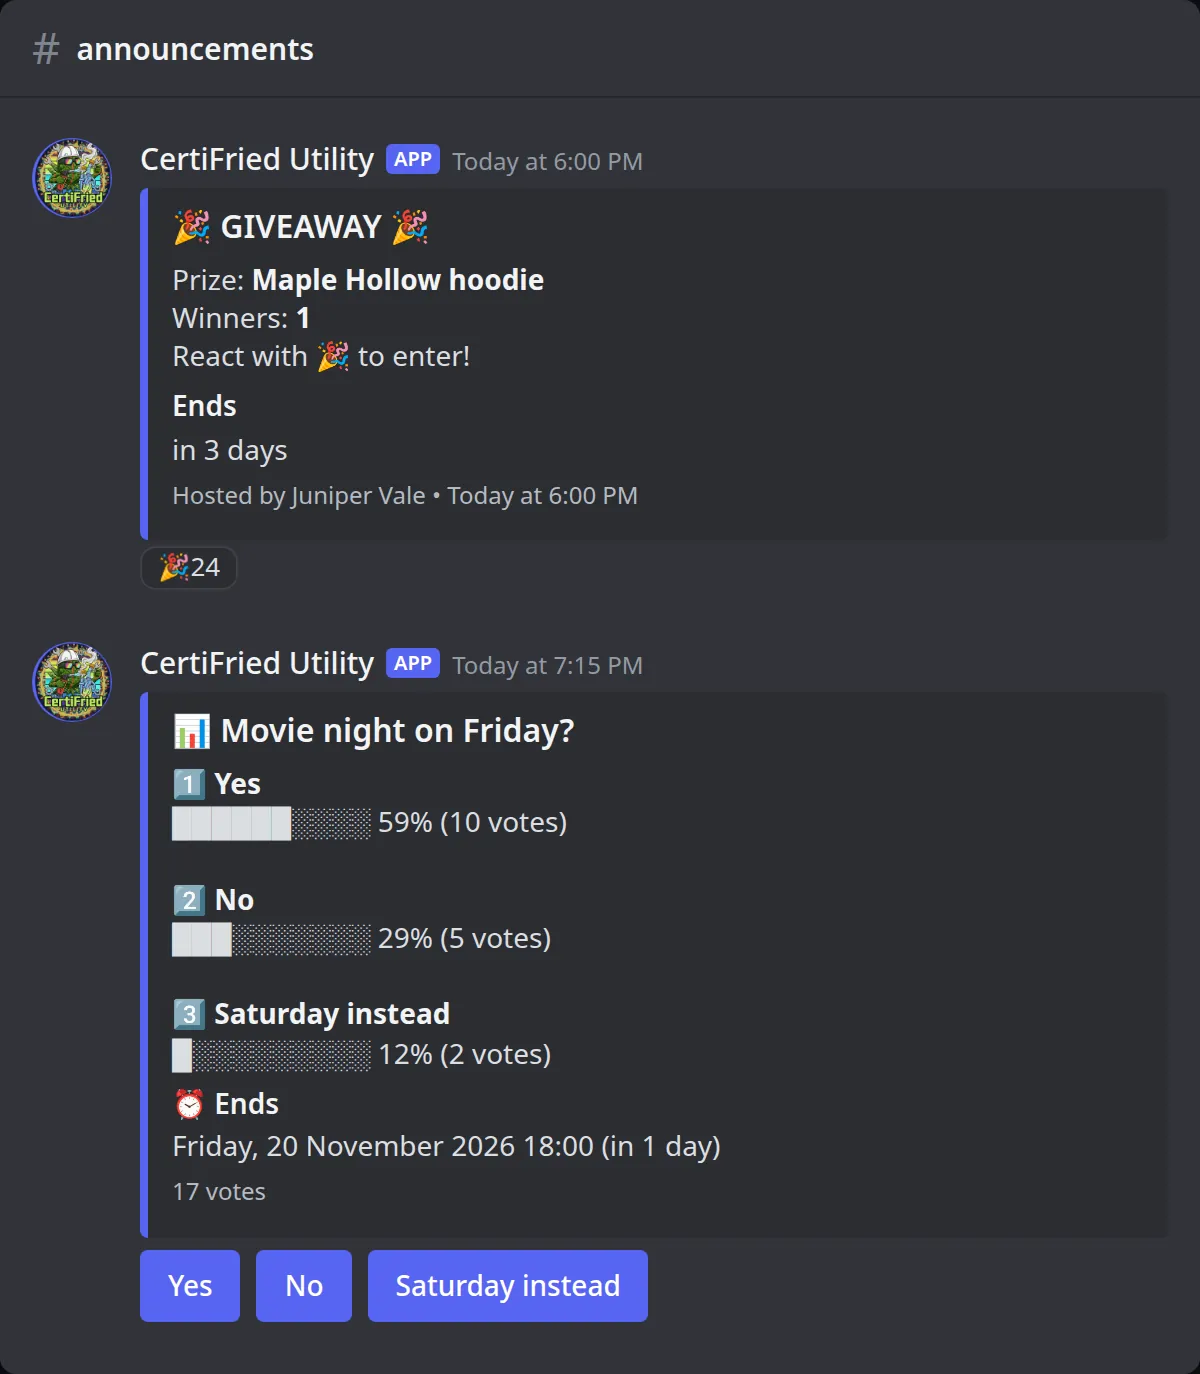 # announcements
CertiFried
CertiFried Utility APP Today at 6:00 PM
🎉 GIVEAWAY 🎉
Prize: Maple Hollow hoodie
Winners: 1
React with 🎉 to enter!
Ends
in 3 days
Hosted by Juniper Vale • Today at 6:00 PM
🎉24
CertiFried
CertiFried Utility APP Today at 7:15 PM
📊 Movie night on Friday?
1️⃣ Yes
██████░░░░ 59% (10 votes)
2️⃣ No
███░░░░░░░ 29% (5 votes)
3️⃣ Saturday instead
█░░░░░░░░░ 12% (2 votes)
⏰ Ends
Friday, 20 November 2026 18:00 (in 1 day)
17 votes
Yes No Saturday instead